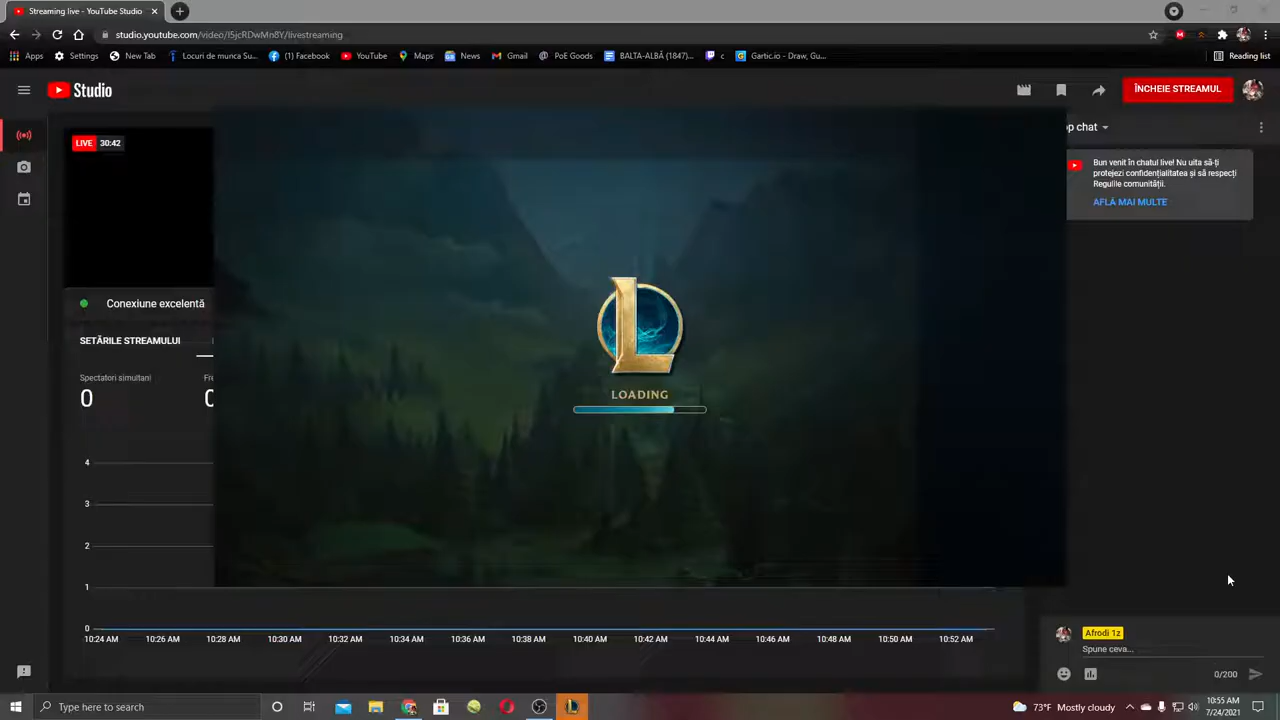 Streaming live - YouTube Studio
studio.youtube.com/video/I5jcRDwMn8Y/livestreaming
Apps
Settings
New Tab
Locuri de munca Su...
(1) Facebook
YouTube
Maps
News
Gmail
PoE Goods
BALTA-ALBĂ (1847)...
c
Gartic.io - Draw, Gu...
Reading list
Studio
ÎNCHEIE STREAMUL
LIVE 30:42
op chat
Bun venit în chatul live! Nu uita să-ți
protejezi confidențialitatea și să respecți
Regulile comunității.
AFLĂ MAI MULTE
Conexiune excelentă
SETĂRILE STREAMULUI
Spectatori simultani
Fre
0
0
LOADING
4
3
2
1
0
10:24 AM 10:26 AM 10:28 AM 10:30 AM 10:32 AM 10:34 AM 10:36 AM 10:38 AM 10:40 AM 10:42 AM 10:44 AM 10:46 AM 10:48 AM 10:50 AM 10:52 AM
Afrodi 1z
Spune ceva...
0/200
Type here to search
73°F Mostly cloudy
10:55 AM
7/24/2021